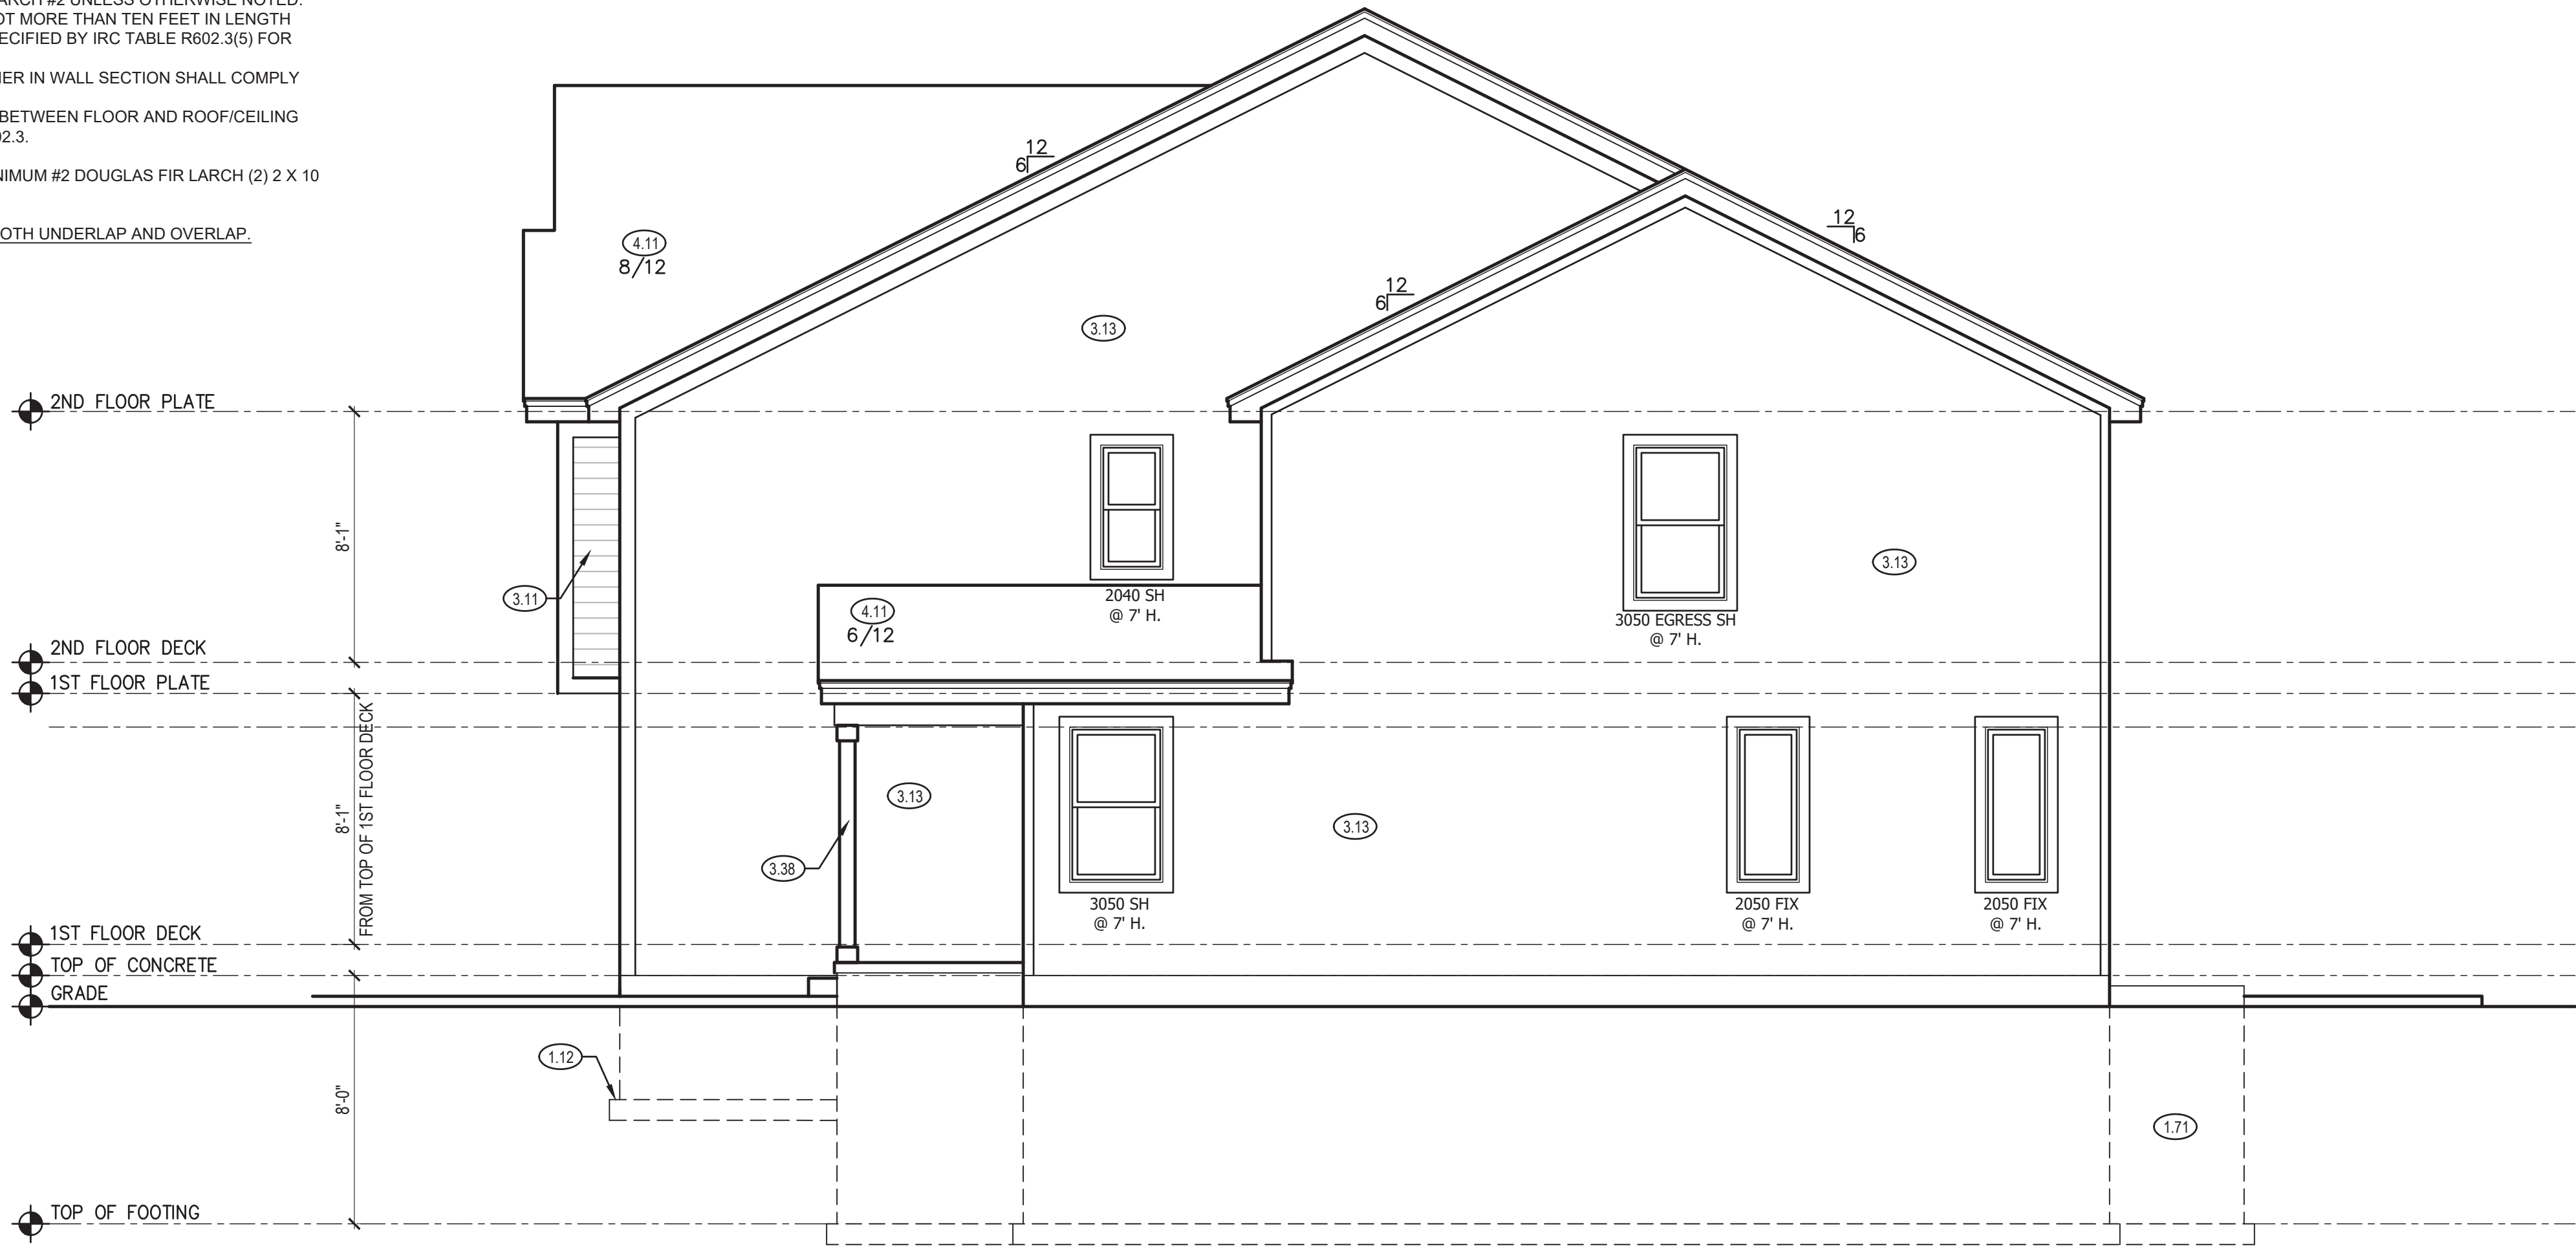 ARCH #2 UNLESS OTHERWISE NOTED.
OT MORE THAN TEN FEET IN LENGTH
ECIFIED BY IRC TABLE R602.3(5) FOR
IER IN WALL SECTION SHALL COMPLY
BETWEEN FLOOR AND ROOF/CEILING
02.3.
NIMUM #2 DOUGLAS FIR LARCH (2) 2 X 10
OTH UNDERLAP AND OVERLAP.
12
6
12
6
4.11
8/12
12
6
3.13
2ND FLOOR PLATE
8'-1"
3.13
3.11
2040 SH
@ 7' H.
4.11
6/12
3050 EGRESS SH
@ 7' H.
2ND FLOOR DECK
1ST FLOOR PLATE
8'-1"
FROM TOP OF 1ST FLOOR DECK
3.13
3.13
3.38
3050 SH
@ 7' H.
2050 FIX
@ 7' H.
2050 FIX
@ 7' H.
1ST FLOOR DECK
TOP OF CONCRETE
GRADE
1.12
8'-0"
1.71
TOP OF FOOTING